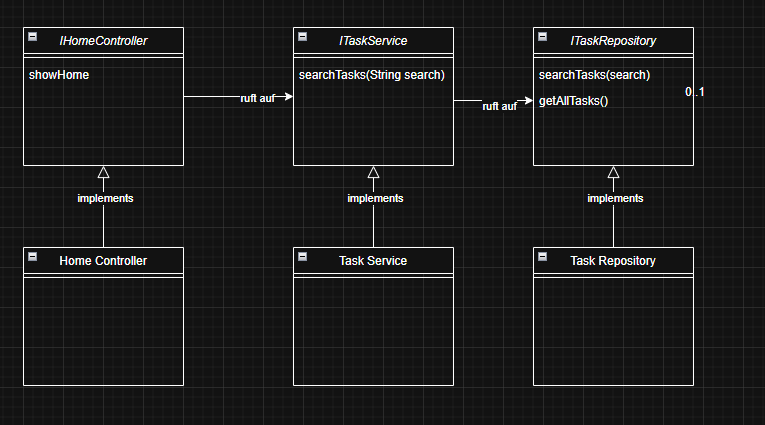 IHomeController
showHome
ruft auf
ITaskService
searchTasks(String search)
ruft auf
ITaskRepository
searchTasks(search)
getAllTasks()
0..1
implements
implements
implements
Home Controller
Task Service
Task Repository